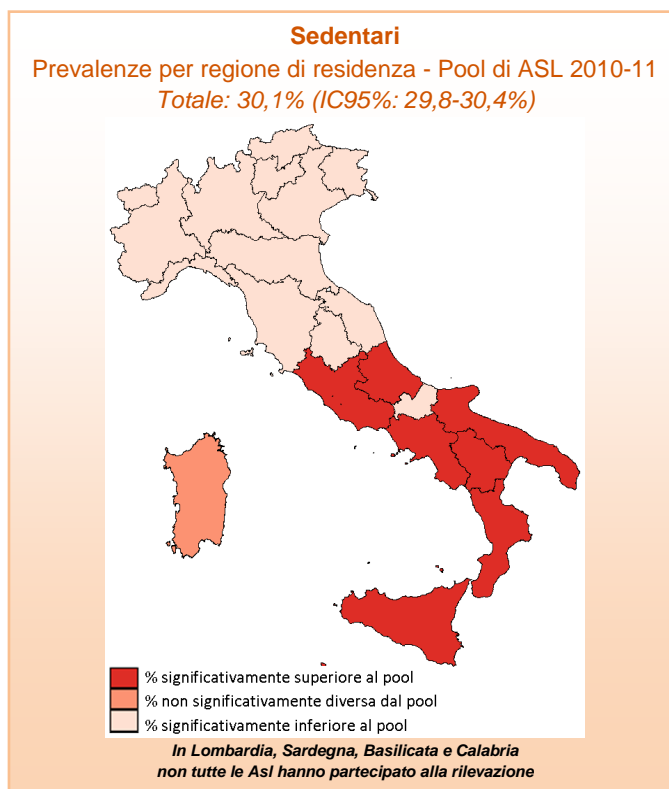 Sedentari
Prevalenze per regione di residenza - Pool di ASL 2010-11
Totale: 30,1% (IC95%: 29,8-30,4%)
% significativamente superiore al pool
% non significativamente diversa dal pool
% significativamente inferiore al pool
In Lombardia, Sardegna, Basilicata e Calabria
non tutte le Asl hanno partecipato alla rilevazione